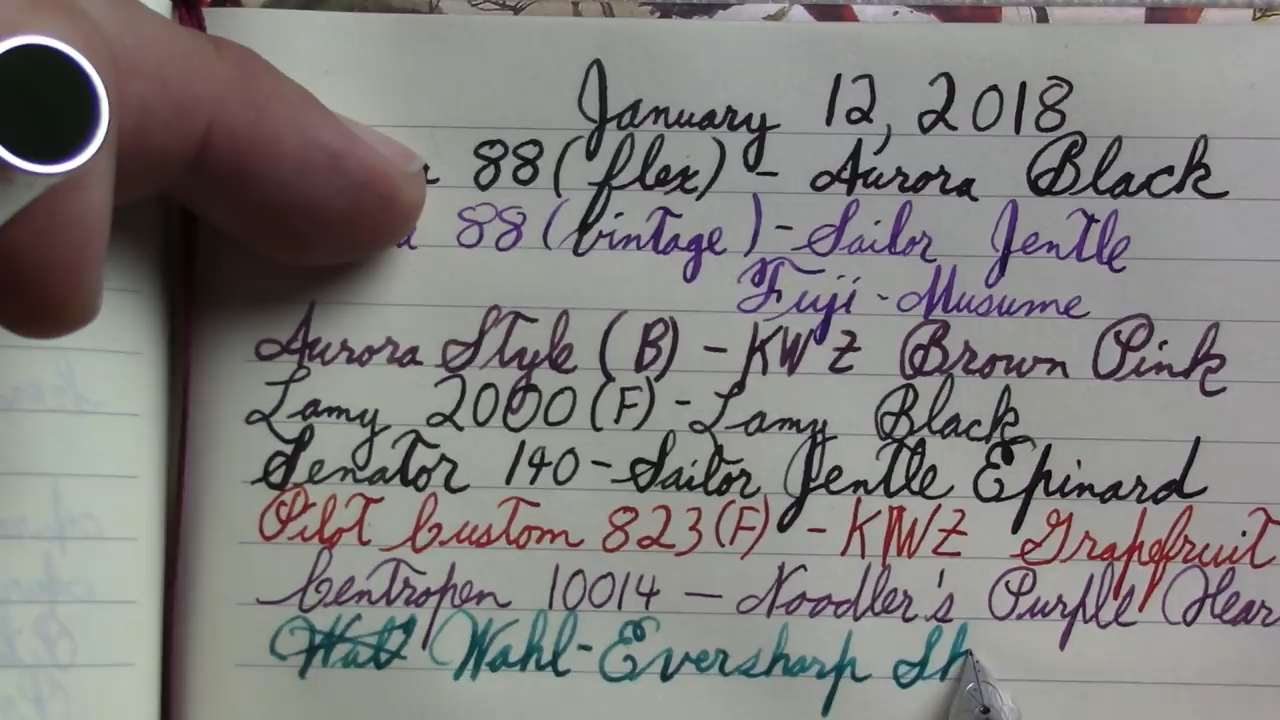 January 12, 2018
88 (flex) - Aurora Black
88 (Vintage) - Sailor Jentle
Fuji-Musume
Aurora Style (B) - KWZ Brown Pink
Lamy 2000 (F) - Lamy Black
Senator 140 - Sailor Jentle Epinard
Pilot Custom 823 (F) - KWZ Grapefruit
Centropen 10014 — Noodler's Purple Hear
Wahl-Eversharp Sk